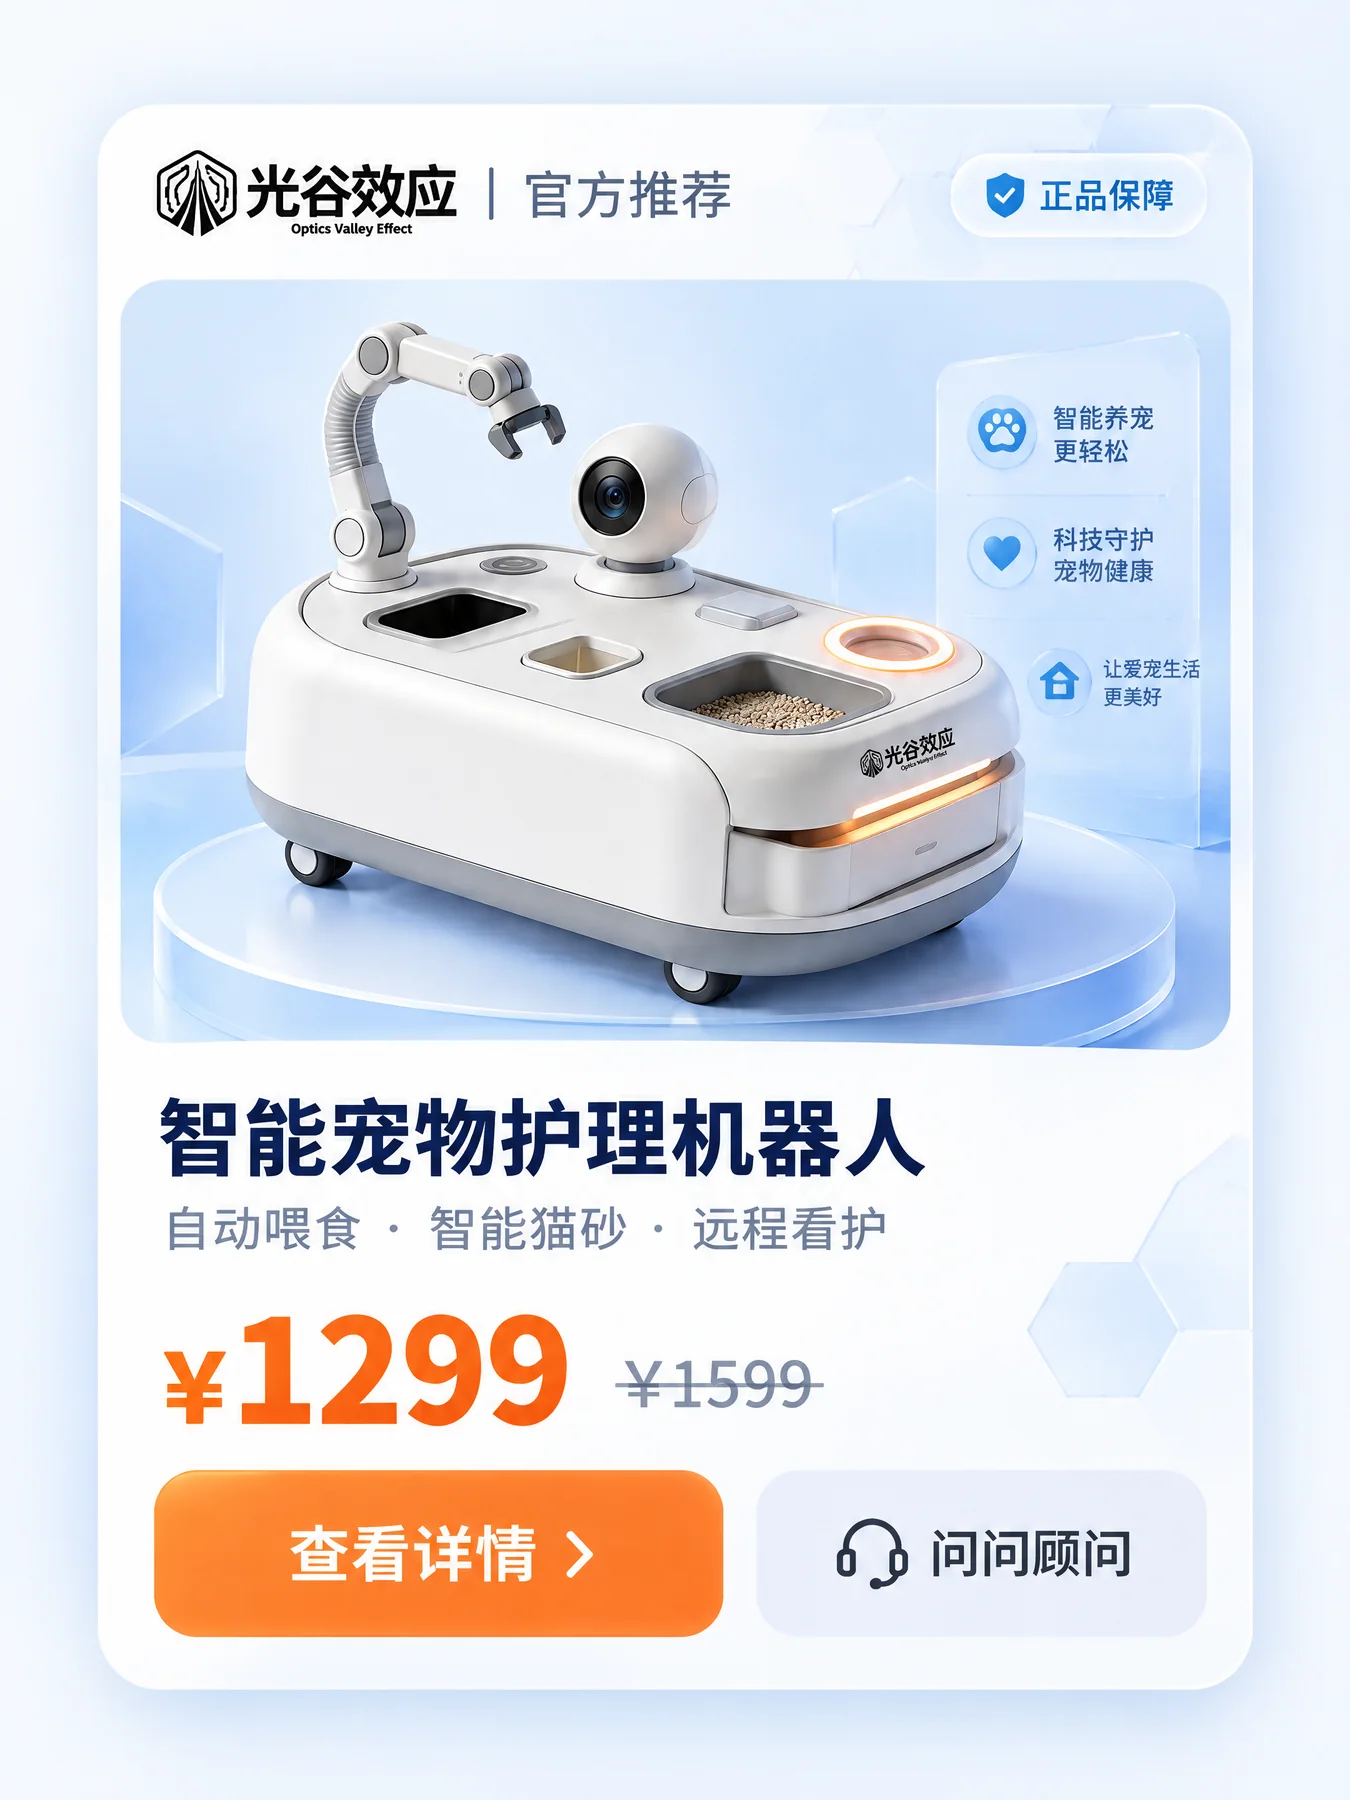 光谷效应 | 官方推荐
Optics Valley Effect
正品保障
智能养宠
更轻松
科技守护
宠物健康
让爱宠生活
更美好
光谷效应
Optics Valley Effect
智能宠物护理机器人
自动喂食 · 智能猫砂 · 远程看护
¥1299 ¥1599
查看详情
问问顾问